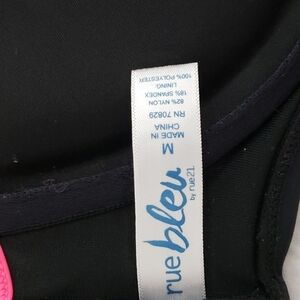 rue bleu
by rue21
M
MADE IN
CHINA
RN 70829
82% NYLON
18% SPANDEX
LINING
100% POLYESTER